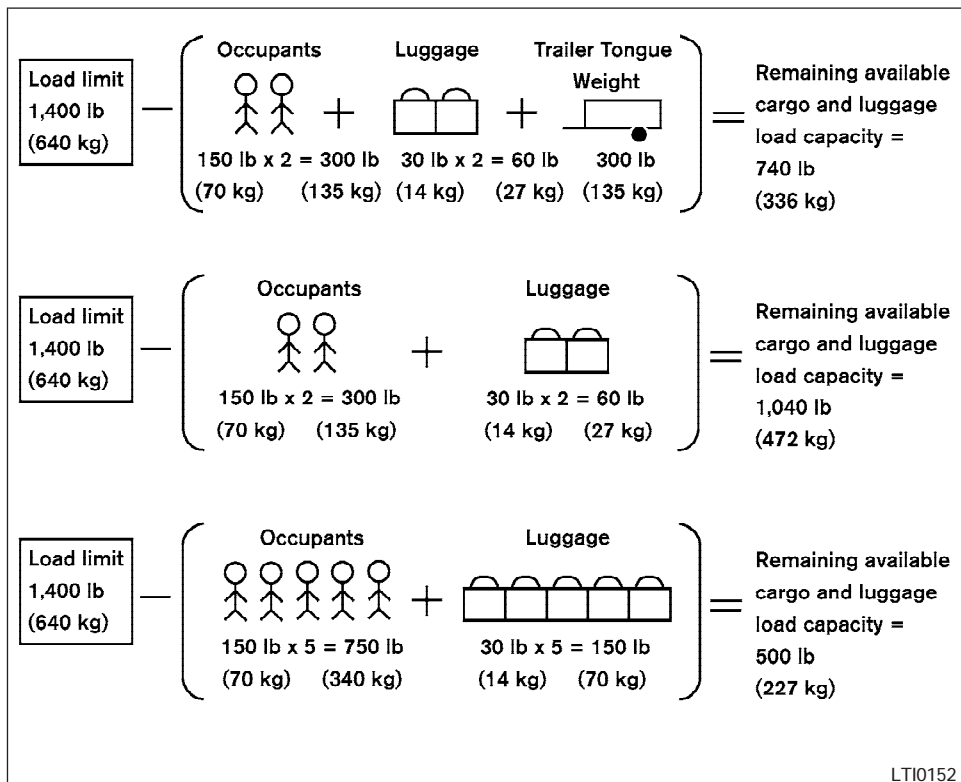 Load limit
1,400 lb
(640 kg)
Occupants
150 lb x 2 = 300 lb
(70 kg) (135 kg)
+
Luggage
30 lb x 2 = 60 lb
(14 kg) (27 kg)
+
Trailer Tongue
Weight
300 lb
(135 kg)
=
Remaining available
cargo and luggage
load capacity =
740 lb
(336 kg)
Load limit
1,400 lb
(640 kg)
Occupants
150 lb x 2 = 300 lb
(70 kg) (135 kg)
+
Luggage
30 lb x 2 = 60 lb
(14 kg) (27 kg)
=
Remaining available
cargo and luggage
load capacity =
1,040 lb
(472 kg)
Load limit
1,400 lb
(640 kg)
Occupants
150 lb x 5 = 750 lb
(70 kg) (340 kg)
+
Luggage
30 lb x 5 = 150 lb
(14 kg) (70 kg)
=
Remaining available
cargo and luggage
load capacity =
500 lb
(227 kg)
LTI0152